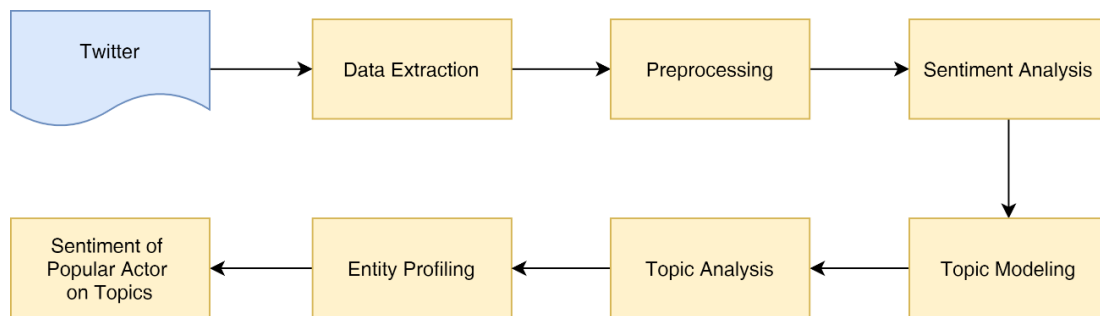 Twitter
Data Extraction
Preprocessing
Sentiment Analysis
Topic Modeling
Topic Analysis
Entity Profiling
Sentiment of
Popular Actor
on Topics